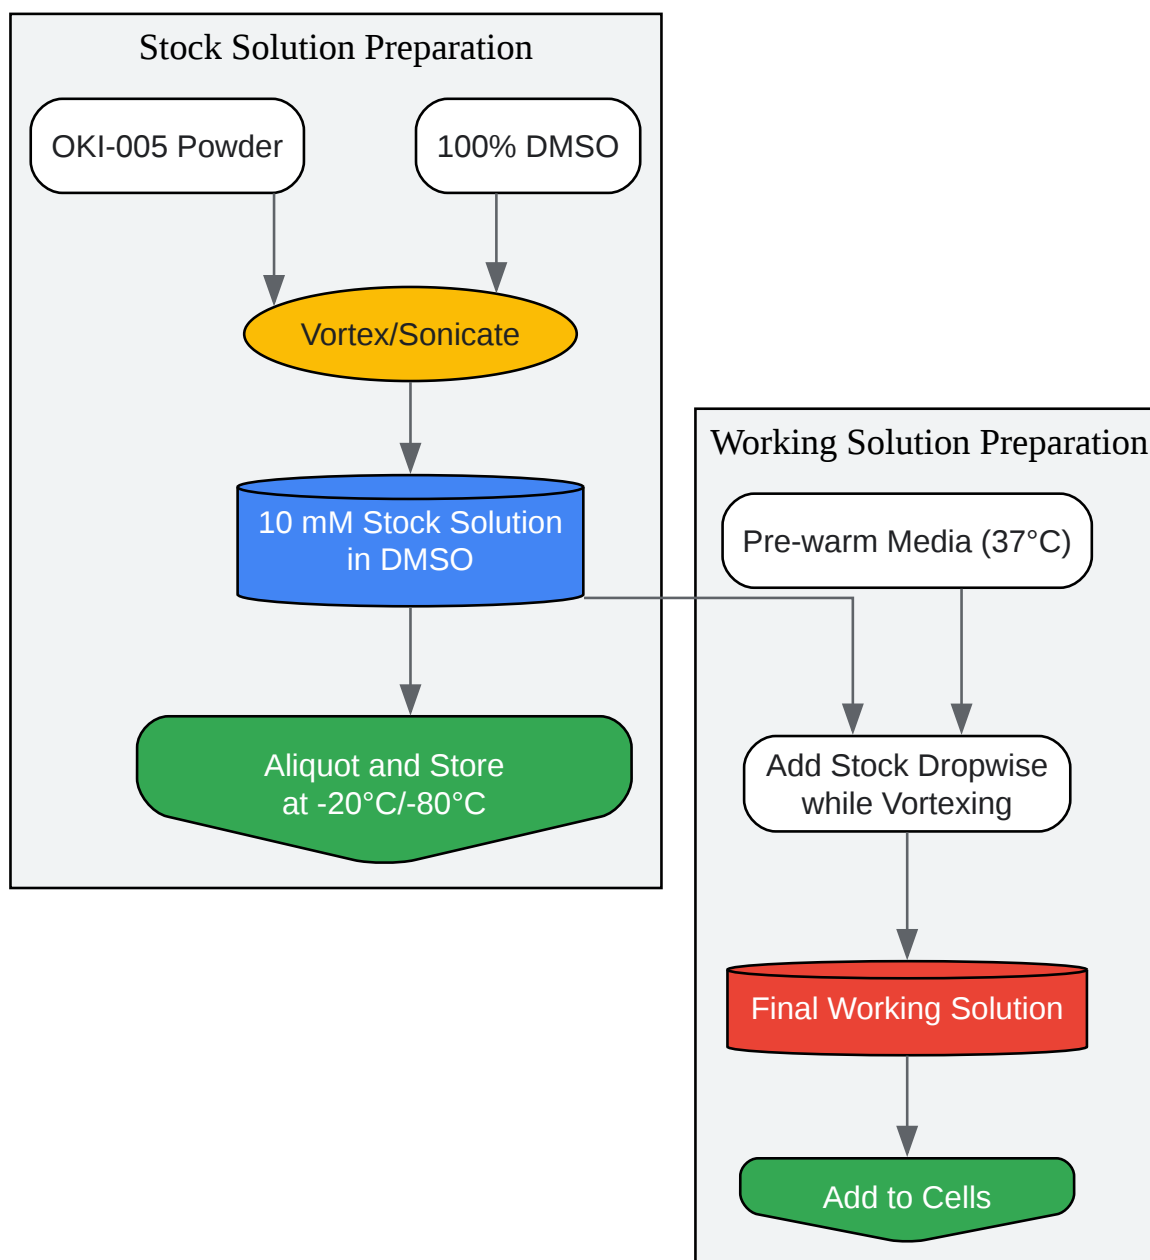 Stock Solution Preparation
OKI-005 Powder
100% DMSO
Vortex/Sonicate
10 mM Stock Solution
in DMSO
Aliquot and Store
at -20°C/-80°C
Working Solution Preparation
Pre-warm Media (37°C)
Add Stock Dropwise
while Vortexing
Final Working Solution
Add to Cells